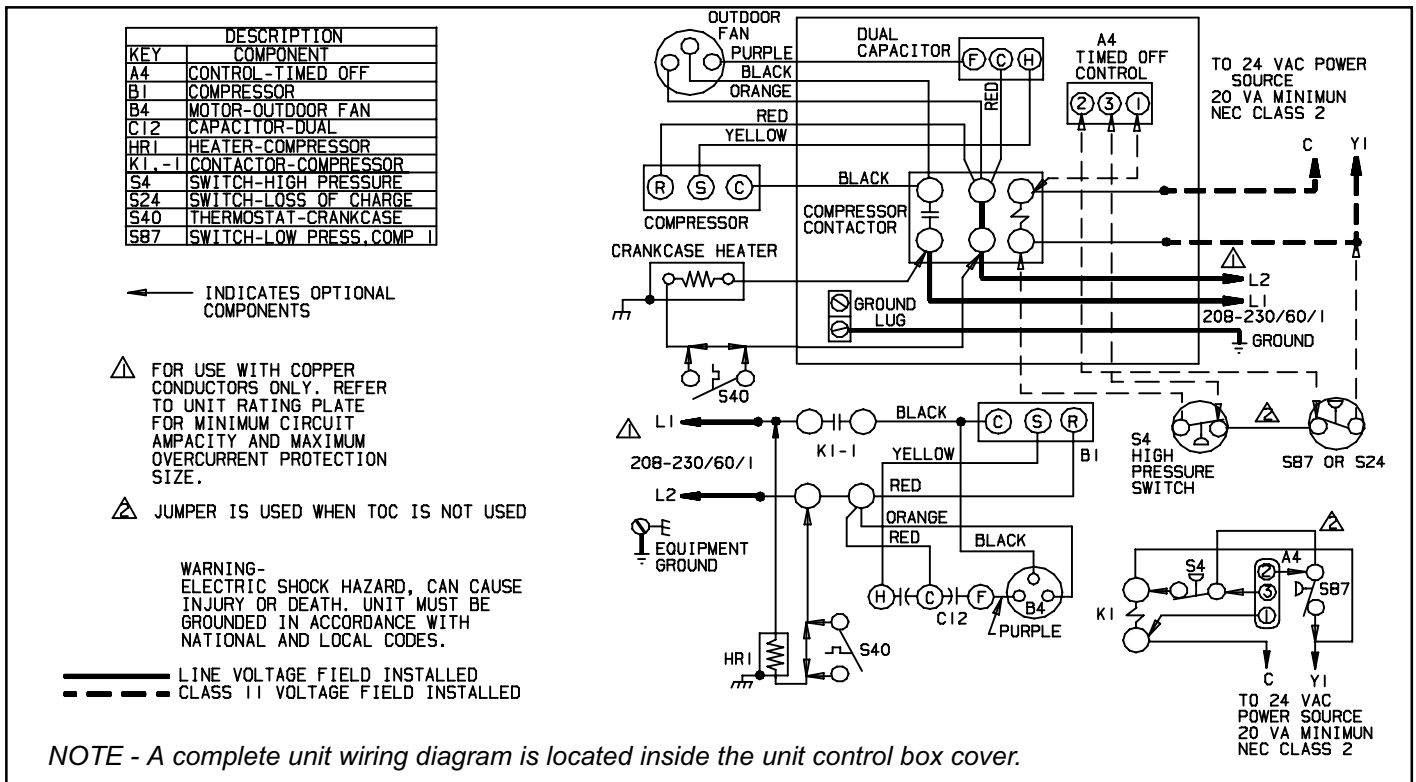 DESCRIPTION
KEY COMPONENT
A4 CONTROL-TIMED OFF
B1 COMPRESSOR
B4 MOTOR-OUTDOOR FAN
C12 CAPACITOR-DUAL
HR1 HEATER-COMPRESSOR
K1,-1 CONTACTOR-COMPRESSOR
S4 SWITCH-HIGH PRESSURE
S24 SWITCH-LOSS OF CHARGE
S40 THERMOSTAT-CRANKCASE
S87 SWITCH-LOW PRESS,COMP 1
INDICATES OPTIONAL
COMPONENTS
1 FOR USE WITH COPPER
CONDUCTORS ONLY. REFER
TO UNIT RATING PLATE
FOR MINIMUM CIRCUIT
AMPACITY AND MAXIMUM
OVERCURRENT PROTECTION
SIZE.
2 JUMPER IS USED WHEN TOC IS NOT USED
WARNING-
ELECTRIC SHOCK HAZARD, CAN CAUSE
INJURY OR DEATH. UNIT MUST BE
GROUNDED IN ACCORDANCE WITH
NATIONAL AND LOCAL CODES.
LINE VOLTAGE FIELD INSTALLED
CLASS II VOLTAGE FIELD INSTALLED
OUTDOOR
FAN
PURPLE
BLACK
ORANGE
RED
YELLOW
DUAL
CAPACITOR
F C H
RED
A4
TIMED OFF
CONTROL
2 3 1
TO 24 VAC POWER
SOURCE
20 VA MINIMUN
NEC CLASS 2
C Y1
R S C
COMPRESSOR
BLACK
COMPRESSOR
CONTACTOR
CRANKCASE HEATER
1
L2
L1
208-230/60/1
GROUND
GROUND
LUG
S40
S4
HIGH
PRESSURE
SWITCH
2
S87 OR S24
1 L1
208-230/60/1
L2
K1-1
BLACK
C S R
B1
YELLOW
RED
ORANGE
RED
BLACK
EQUIPMENT
GROUND
H C F
C12
B4
PURPLE
HR1
S40
2
S4
A4
2
3
1
S87
K1
C Y1
TO 24 VAC
POWER SOURCE
20 VA MINIMUN
NEC CLASS 2
NOTE - A complete unit wiring diagram is located inside the unit control box cover.